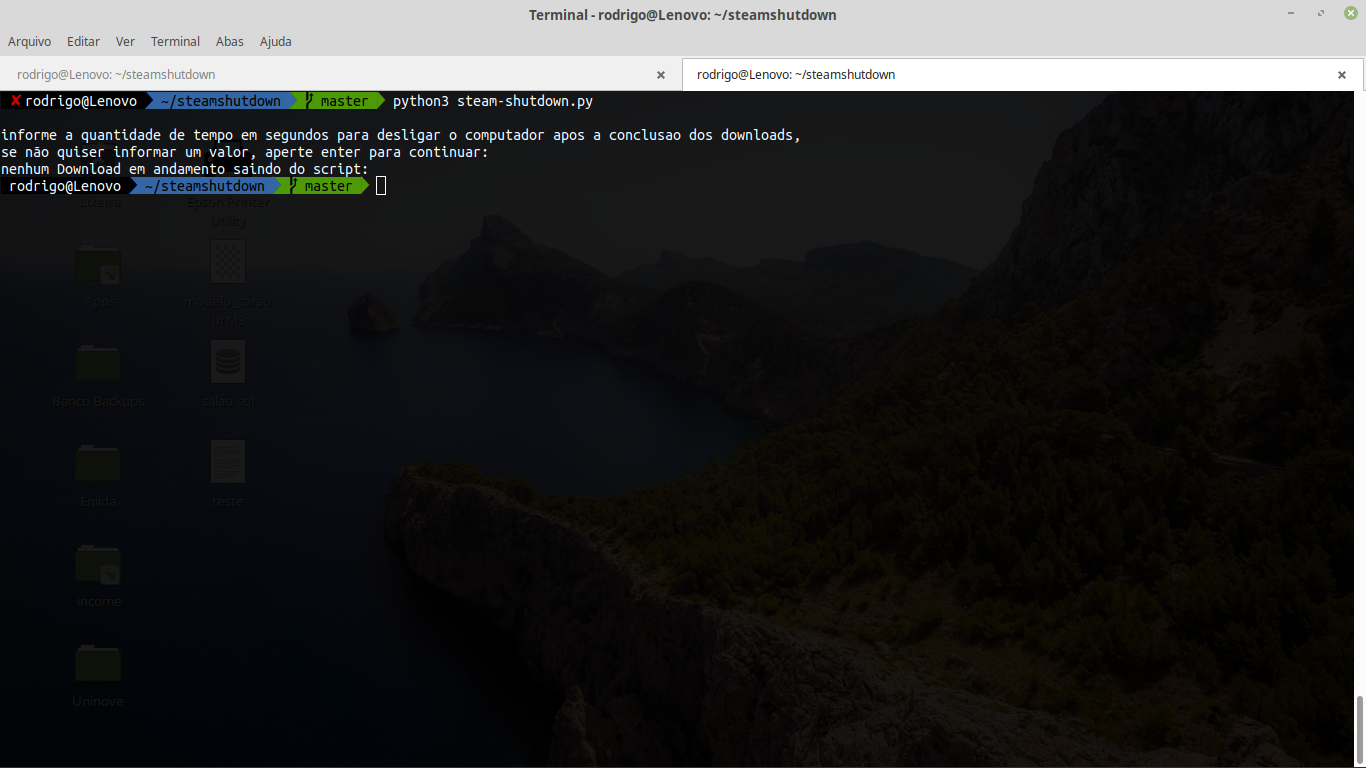 Terminal - rodrigo@Lenovo: ~/steamshutdown
Arquivo Editar Ver Terminal Abas Ajuda
rodrigo@Lenovo: ~/steamshutdown rodrigo@Lenovo: ~/steamshutdown
✘ rodrigo@Lenovo ~/steamshutdown master python3 steam-shutdown.py
informe a quantidade de tempo em segundos para desligar o computador apos a conclusao dos downloads,
se não quiser informar um valor, aperte enter para continuar:
nenhum Download em andamento saindo do script:
rodrigo@Lenovo ~/steamshutdown master
Lixeira Epson Printer
Utility
Apps modelo_curso.
Banco Backups salao.sql
Enilda teste
income
Uninove